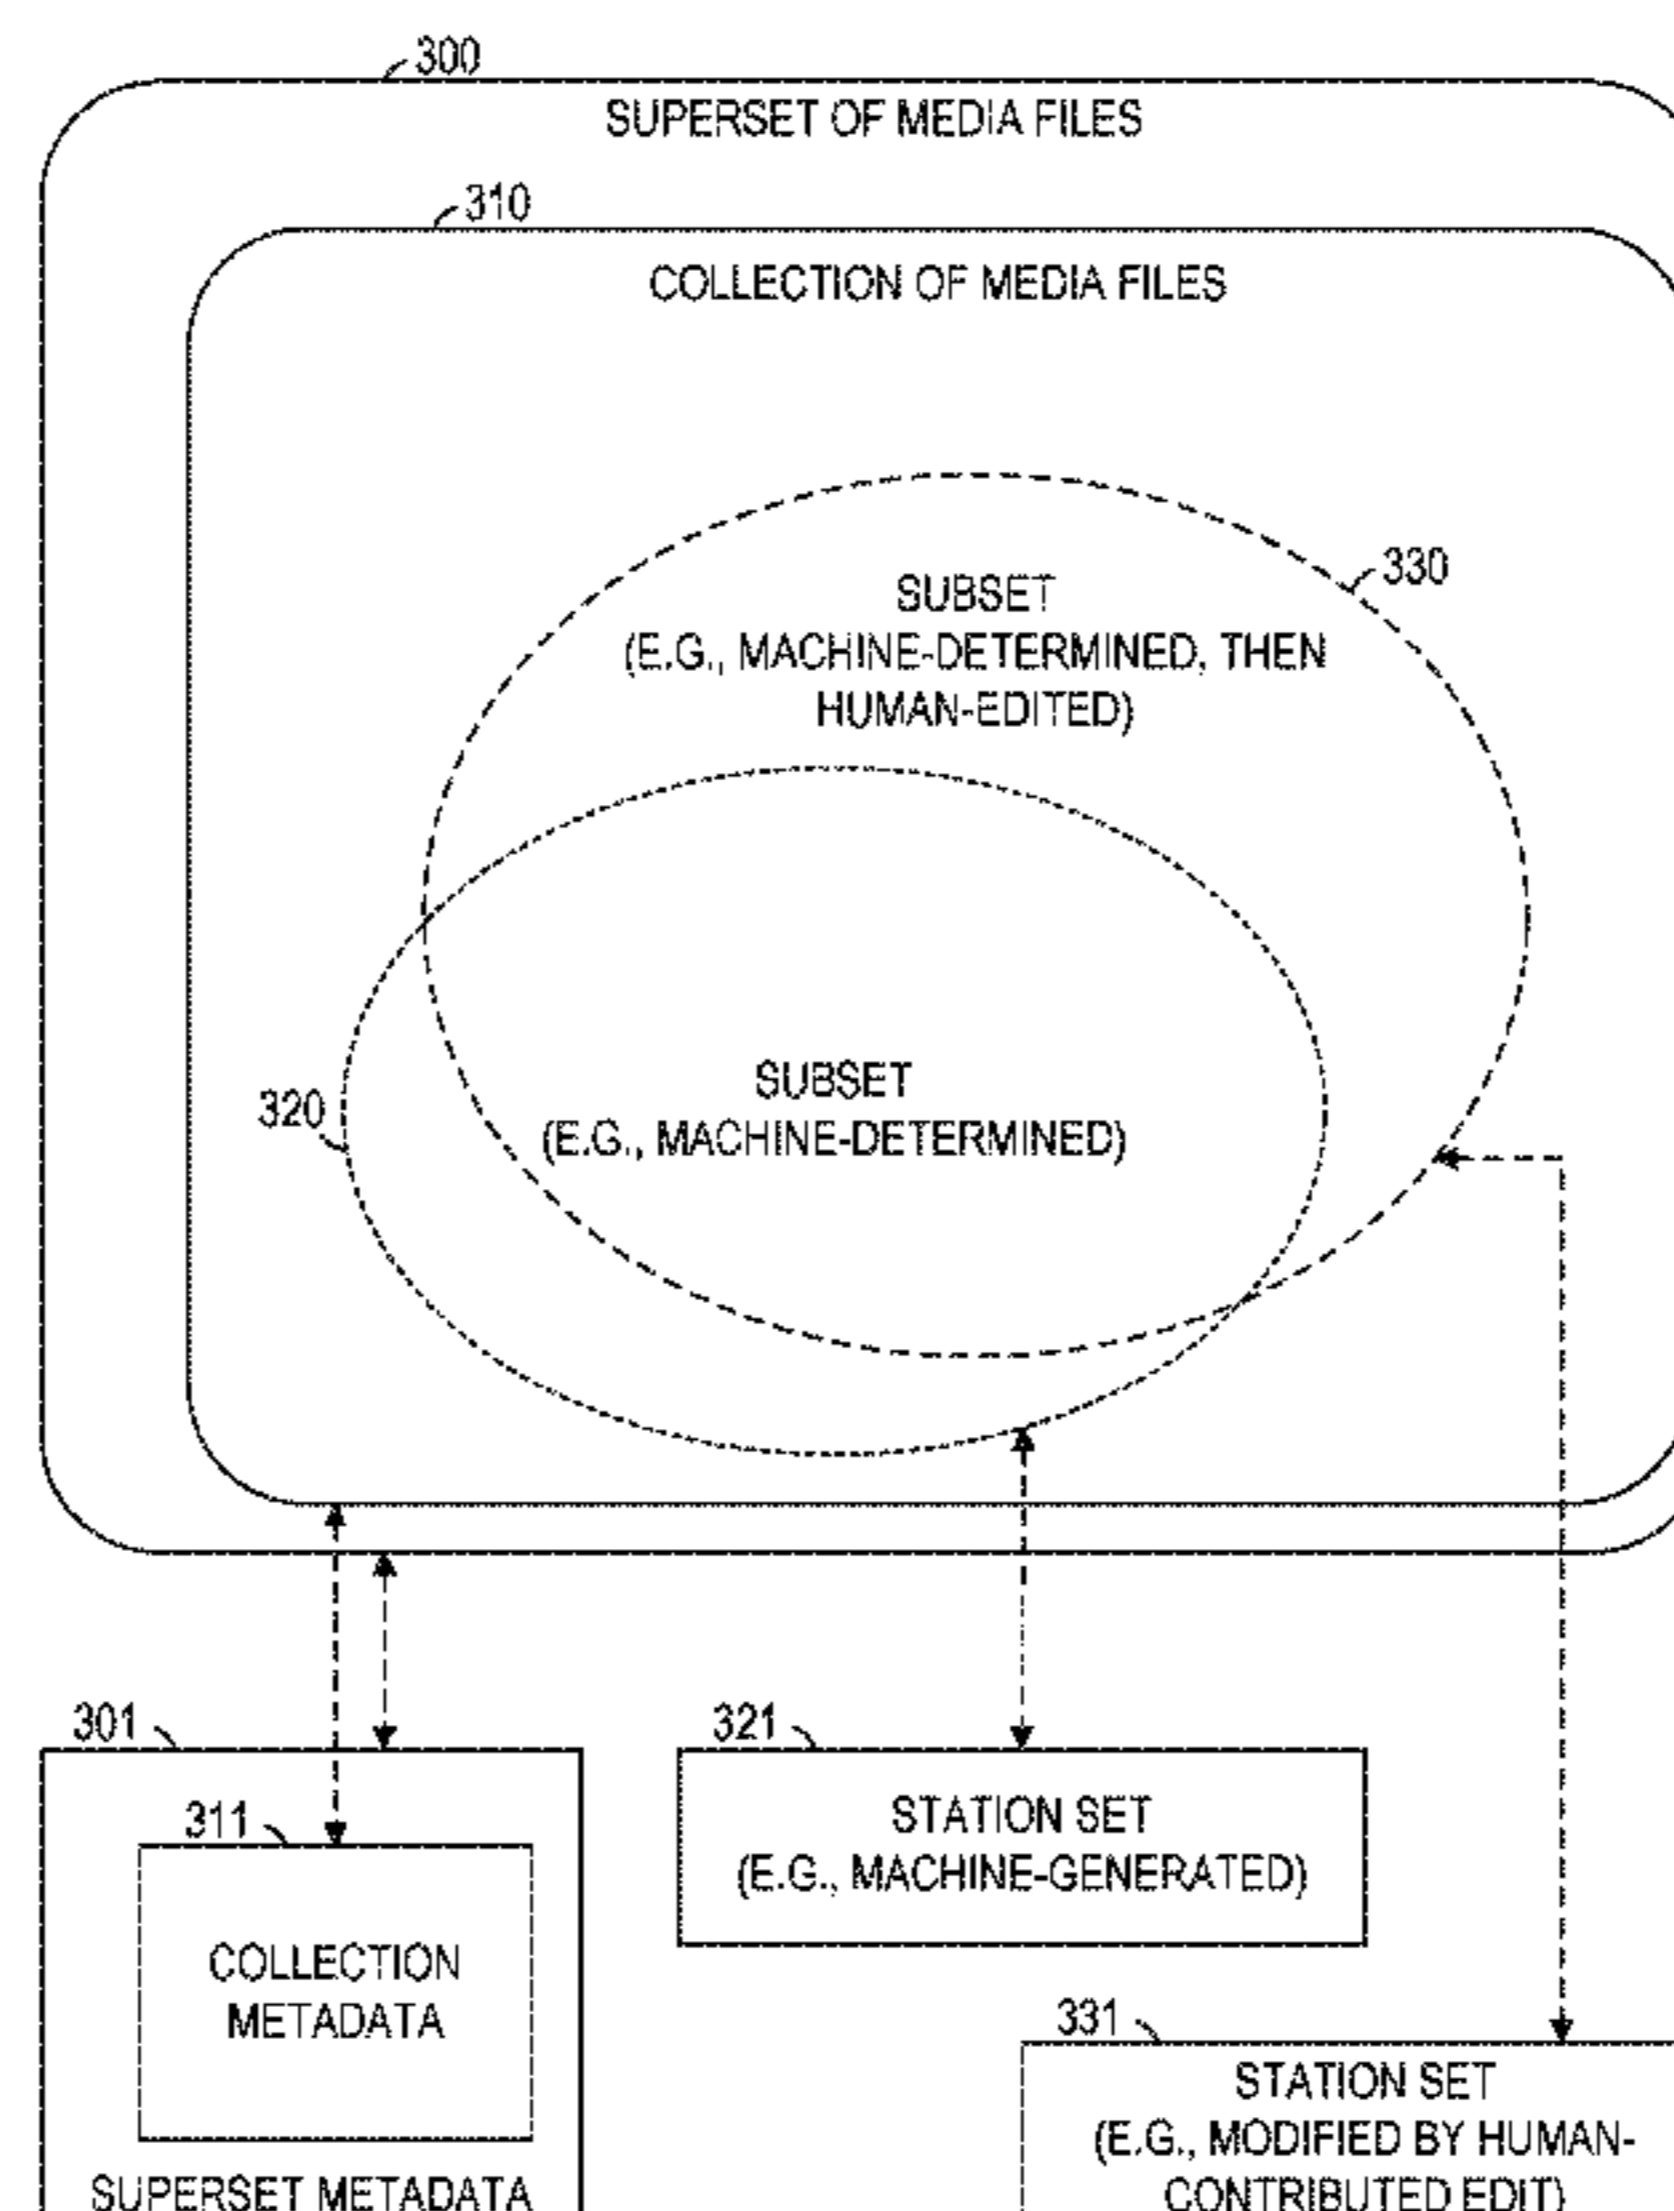 300
SUPERSET OF MEDIA FILES
310
COLLECTION OF MEDIA FILES
330
SUBSET
(E.G., MACHINE-DETERMINED, THEN
HUMAN-EDITED)
SUBSET
320
(E.G., MACHINE-DETERMINED)
301
321
311
STATION SET
(E.G., MACHINE-GENERATED)
COLLECTION
METADATA
331
STATION SET
(E.G., MODIFIED BY HUMAN-
CONTRIBUTED EDIT)
SUPERSET METADATA